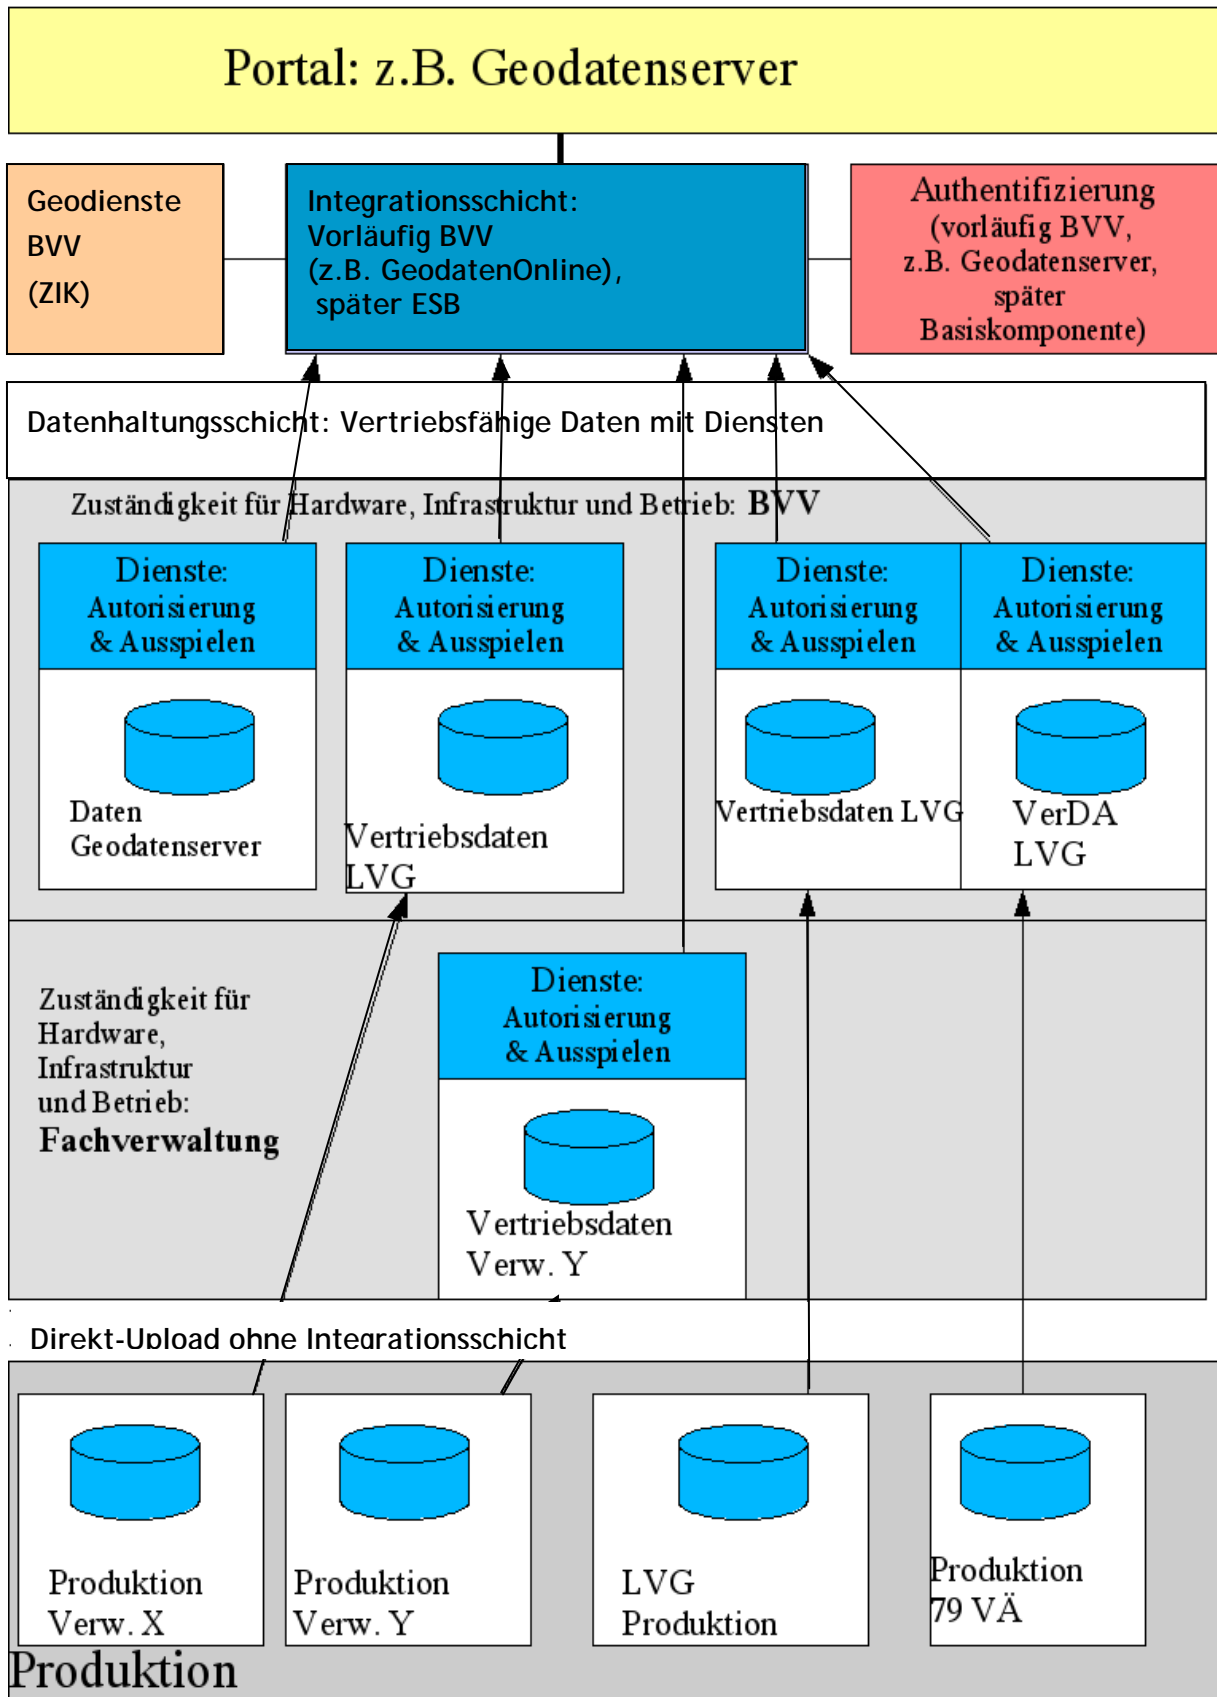 Portal: z.B. Geodatenserver
Geodienste
BVV
(ZIK)
Integrationsschicht:
Vorläufig BVV
(z.B. GeodatenOnline),
später ESB
Authentifizierung
(vorläufig BVV,
z.B. Geodatenserver,
später
Basiskomponente)
Datenhaltungsschicht: Vertriebsfähige Daten mit Diensten
Zuständigkeit für Hardware, Infrastruktur und Betrieb: BVV
Dienste:
Autorisierung
& Ausspielen
Daten
Geodatenserver
Dienste:
Autorisierung
& Ausspielen
Vertriebsdaten
LVG
Dienste:
Autorisierung
& Ausspielen
Vertriebsdaten LVG
Dienste:
Autorisierung
& Ausspielen
VerDA
LVG
Zuständigkeit für
Hardware,
Infrastruktur
und Betrieb:
Fachverwaltung
Dienste:
Autorisierung
& Ausspielen
Vertriebsdaten
Verw. Y
Direkt-Upload ohne Integrationsschicht
Produktion
Verw. X
Produktion
Verw. Y
LVG
Produktion
Produktion
79 VÄ
Produktion